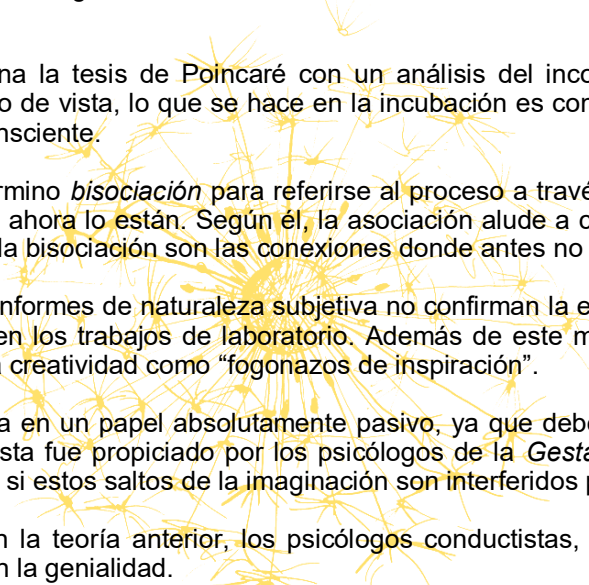 na la tesis de Poincaré con un análisis del inco
o de vista, lo que se hace en la incubación es con
nsciente.
rmino bisociación para referirse al proceso a travé
ahora lo están. Según él, la asociación alude a c
la bisociación son las conexiones donde antes no
informes de naturaleza subjetiva no confirman la e
en los trabajos de laboratorio. Además de este m
a creatividad como “fogonazos de inspiración”.
a en un papel absolutamente pasivo, ya que debe
sta fue propiciado por los psicólogos de la Gesta
si estos saltos de la imaginación son interferidos p
n la teoría anterior, los psicólogos conductistas,
n la genialidad.